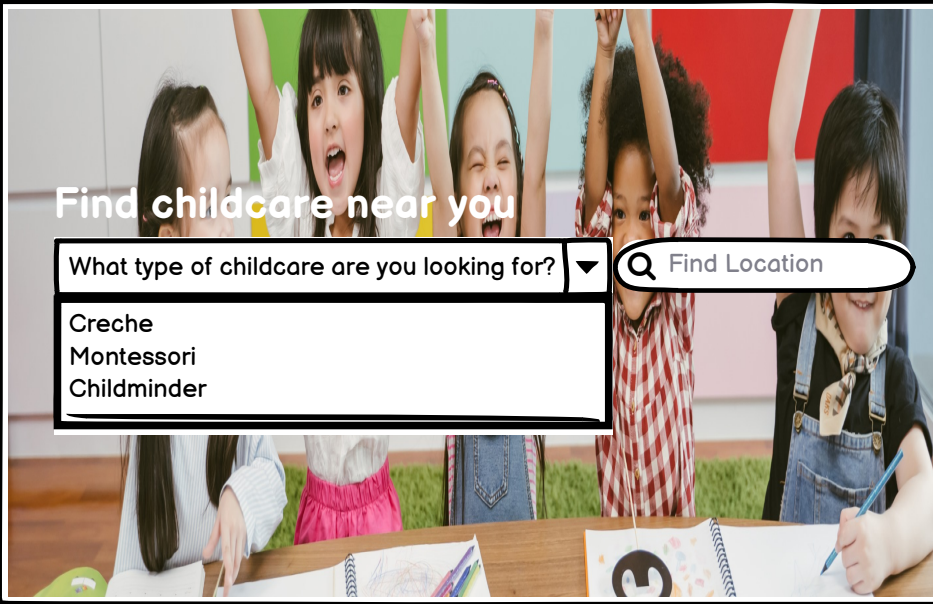 Find childcare near you
What type of childcare are you looking for?
Find Location
Creche
Montessori
Childminder